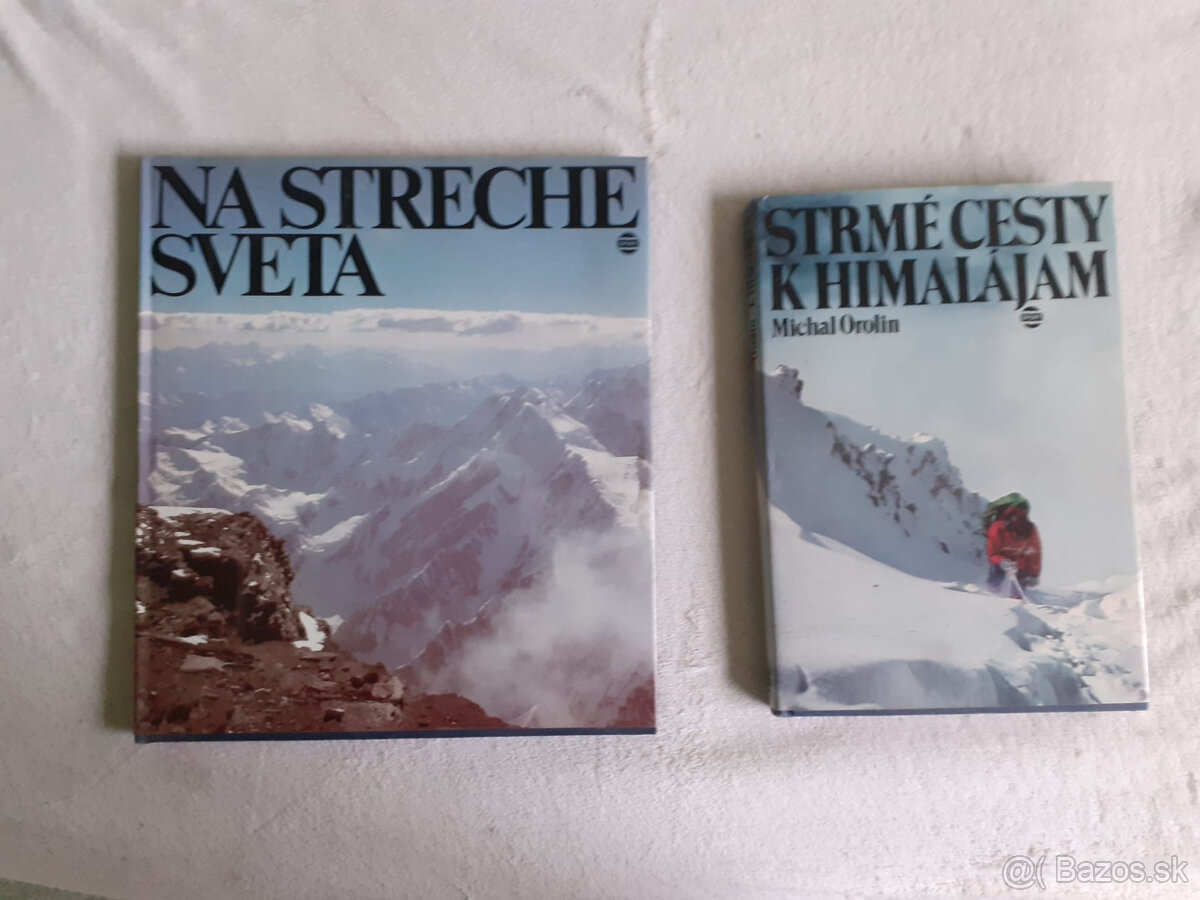 NA STRECHE
SVETA
STRMÉ CESTY
K HIMALÁJAM
Michal Orolin
@( Bazos.sk